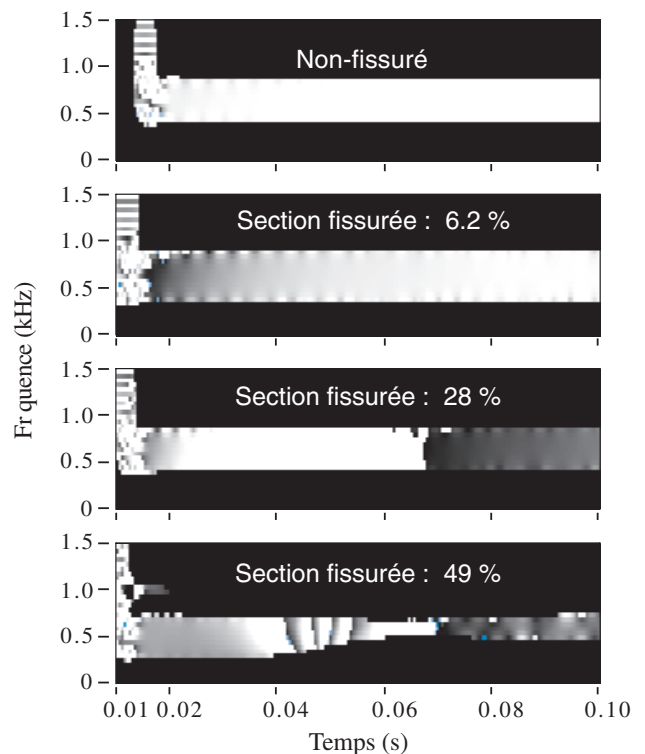 1.5
Non-fissuré
1.0
0.5
0
1.5
Section fissurée : 6.2 %
1.0
0.5
0
1.5
Section fissurée : 28 %
1.0
0.5
0
1.5
Section fissurée : 49 %
1.0
0.5
0
0.01 0.02 0.04 0.06 0.08 0.10
Temps (s)
Fr quence (kHz)